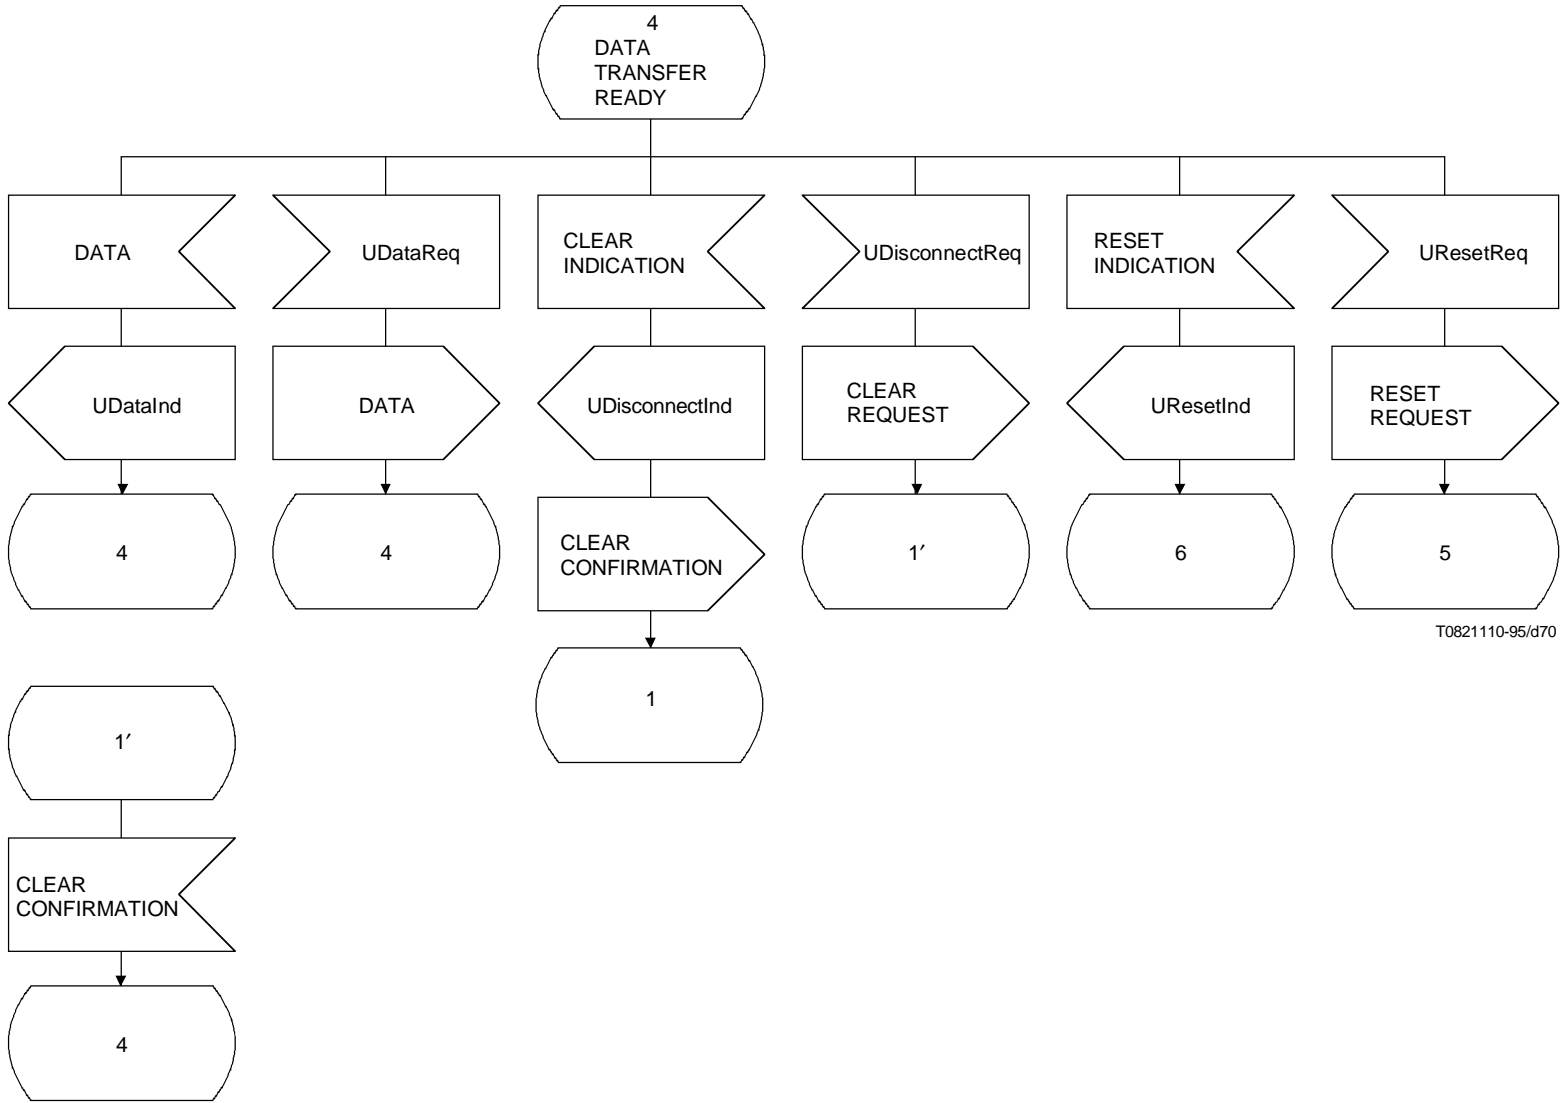 4
DATA
TRANSFER
READY
DATA
UDataReq
CLEAR
INDICATION
UDisconnectReq
RESET
INDICATION
UResetReq
UDataInd
DATA
UDisconnectInd
CLEAR
REQUEST
UResetInd
RESET
REQUEST
4
4
CLEAR
CONFIRMATION
1′
6
5
T0821110-95/d70
1
1′
CLEAR
CONFIRMATION
4